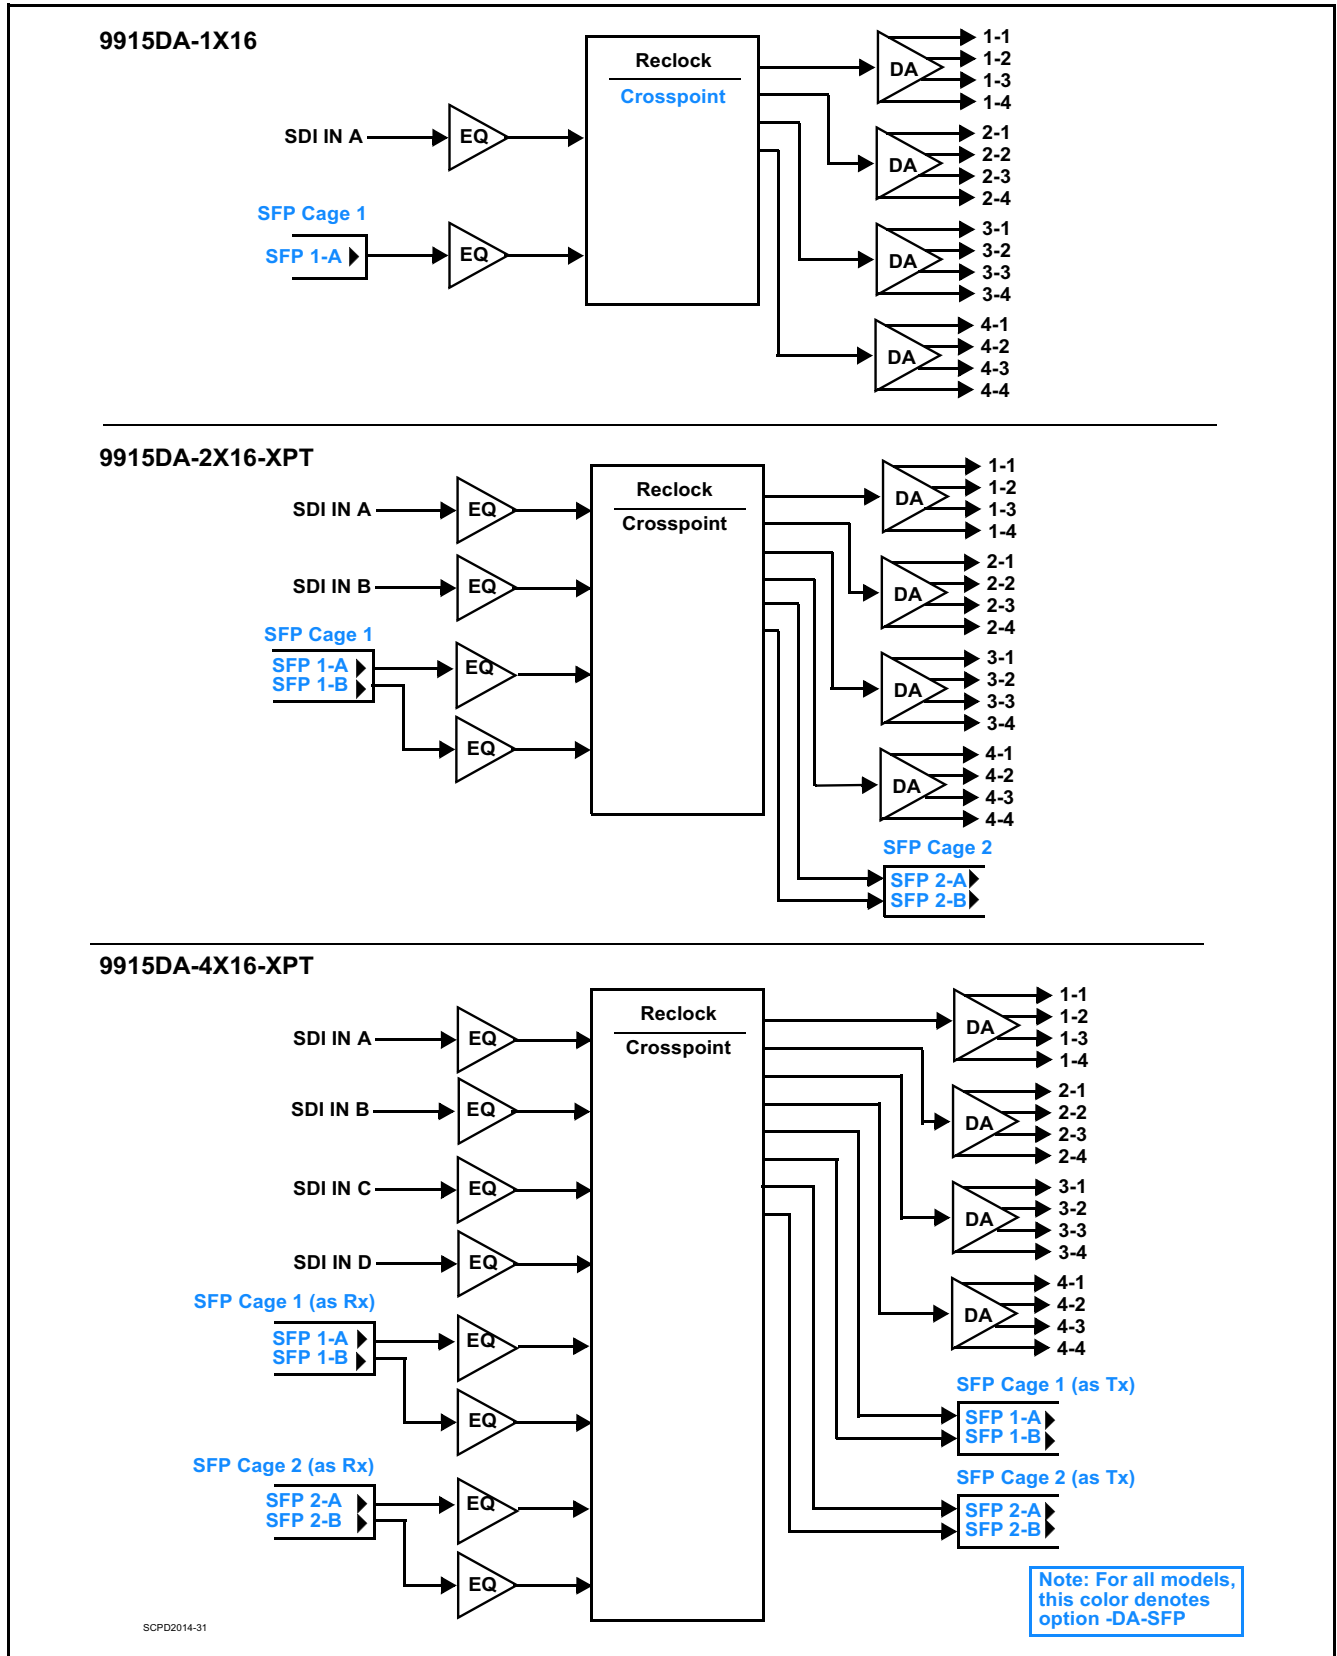 9915DA-1X16
Reclock
Crosspoint
SDI IN A
EQ
SFP Cage 1
SFP 1-A
EQ
DA
1-1
1-2
1-3
1-4
DA
2-1
2-2
2-3
2-4
DA
3-1
3-2
3-3
3-4
DA
4-1
4-2
4-3
4-4
9915DA-2X16-XPT
Reclock
Crosspoint
SDI IN A
EQ
SDI IN B
EQ
SFP Cage 1
SFP 1-A
SFP 1-B
EQ
EQ
DA
1-1
1-2
1-3
1-4
DA
2-1
2-2
2-3
2-4
DA
3-1
3-2
3-3
3-4
DA
4-1
4-2
4-3
4-4
SFP Cage 2
SFP 2-A
SFP 2-B
9915DA-4X16-XPT
Reclock
Crosspoint
SDI IN A
EQ
SDI IN B
EQ
SDI IN C
EQ
SDI IN D
EQ
SFP Cage 1 (as Rx)
SFP 1-A
SFP 1-B
EQ
EQ
SFP Cage 2 (as Rx)
SFP 2-A
SFP 2-B
EQ
EQ
DA
1-1
1-2
1-3
1-4
DA
2-1
2-2
2-3
2-4
DA
3-1
3-2
3-3
3-4
DA
4-1
4-2
4-3
4-4
SFP Cage 1 (as Tx)
SFP 1-A
SFP 1-B
SFP Cage 2 (as Tx)
SFP 2-A
SFP 2-B
Note: For all models,
this color denotes
option -DA-SFP
SCPD2014-31